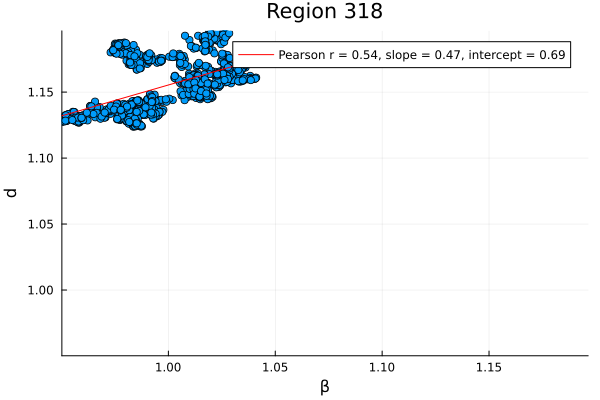 Region 318
Pearson r = 0.54, slope = 0.47, intercept = 0.69
d
1.15
1.10
1.05
1.00
1.00 1.05 1.10 1.15
β